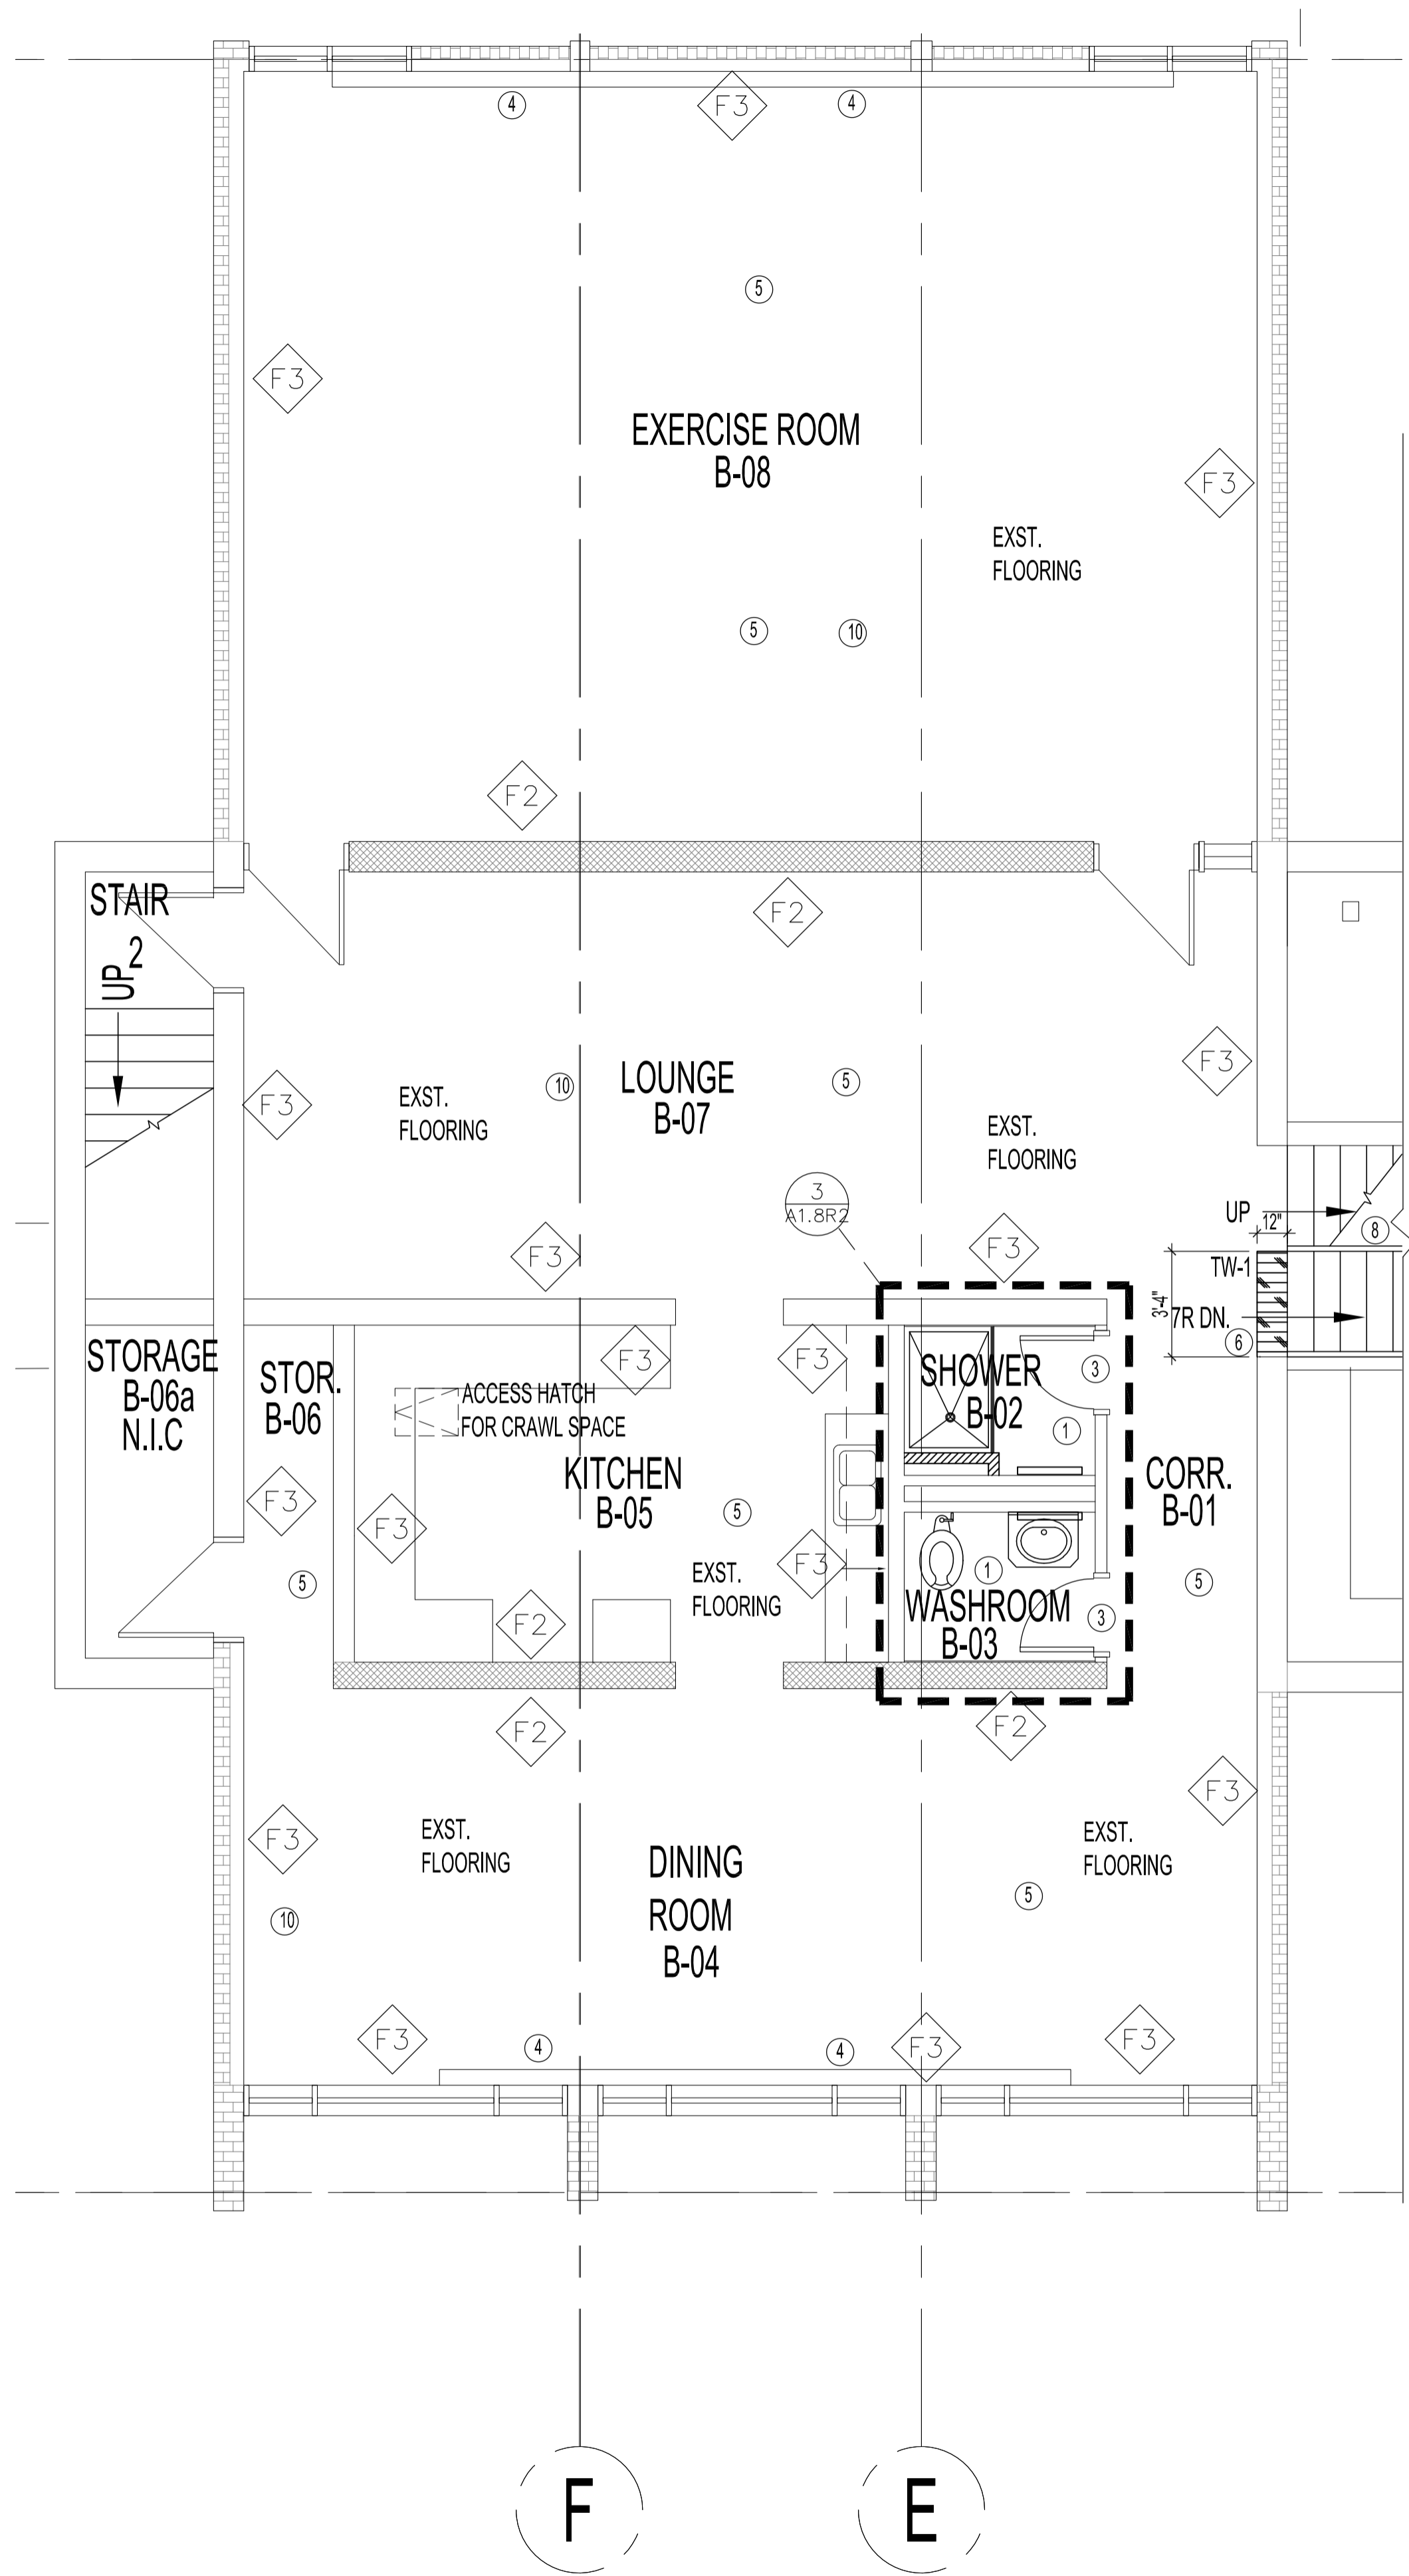 4
F3
4
5
F3
EXERCISE ROOM
B-08
F3
EXST.
FLOORING
5
10
F2
STAIR
2
UP
F2
F3
LOUNGE
B-07
5
10
EXST.
FLOORING
F3
EXST.
FLOORING
3
A1.8R2
F3
F3
UP
12"
8
TW-1
3'-4"
7R DN.
6
STORAGE
B-06a
N.I.C
STOR.
B-06
F3
F3
ACCESS HATCH
FOR CRAWL SPACE
SHOWER
B-02
3
1
KITCHEN
B-05
CORR.
B-01
F3
F3
5
F3
1
5
EXST.
FLOORING
5
WASHROOM
B-03
3
F2
F2
F2
F3
F3
EXST.
FLOORING
DINING
ROOM
B-04
EXST.
FLOORING
5
10
F3
4
4
F3
F3
F
E